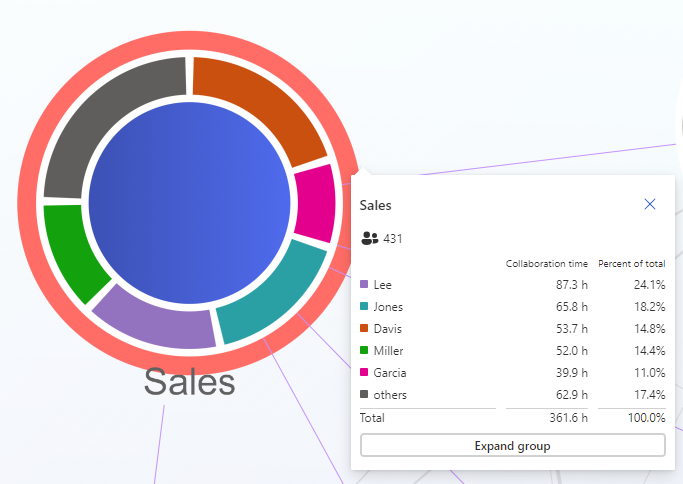 Sales
431
Collaboration time Percent of total
Lee 87.3 h 24.1%
Jones 65.8 h 18.2%
Davis 53.7 h 14.8%
Miller 52.0 h 14.4%
Garcia 39.9 h 11.0%
others 62.9 h 17.4%
Total 361.6 h 100.0%
Expand group
Sales